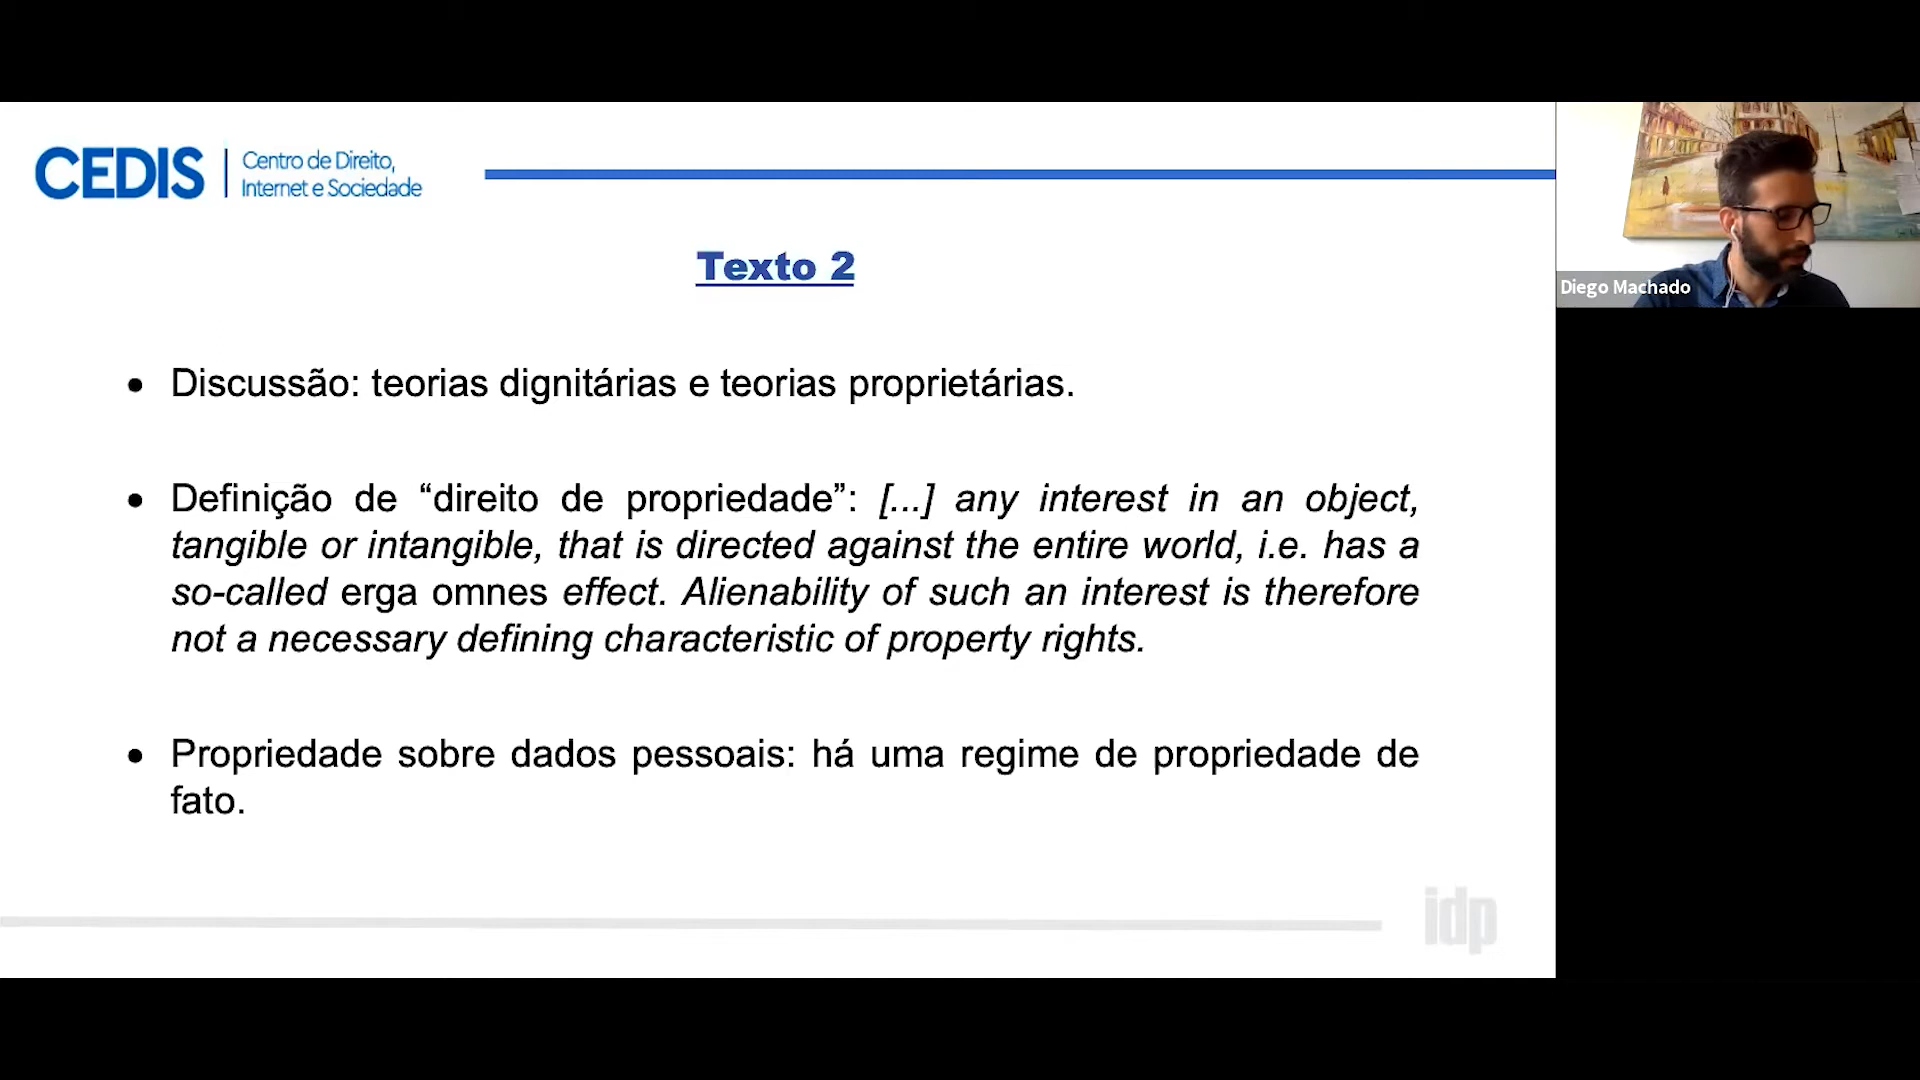 CEDIS
Centro de Direito,
Internet e Sociedade
Texto 2
Diego Machado
• Discussão: teorias dignitárias e teorias proprietárias.
• Definição de “direito de propriedade”: [...] any interest in an object,
tangible or intangible, that is directed against the entire world, i.e. has a
so-called erga omnes effect. Alienability of such an interest is therefore
not a necessary defining characteristic of property rights.
• Propriedade sobre dados pessoais: há uma regime de propriedade de
fato.
idp